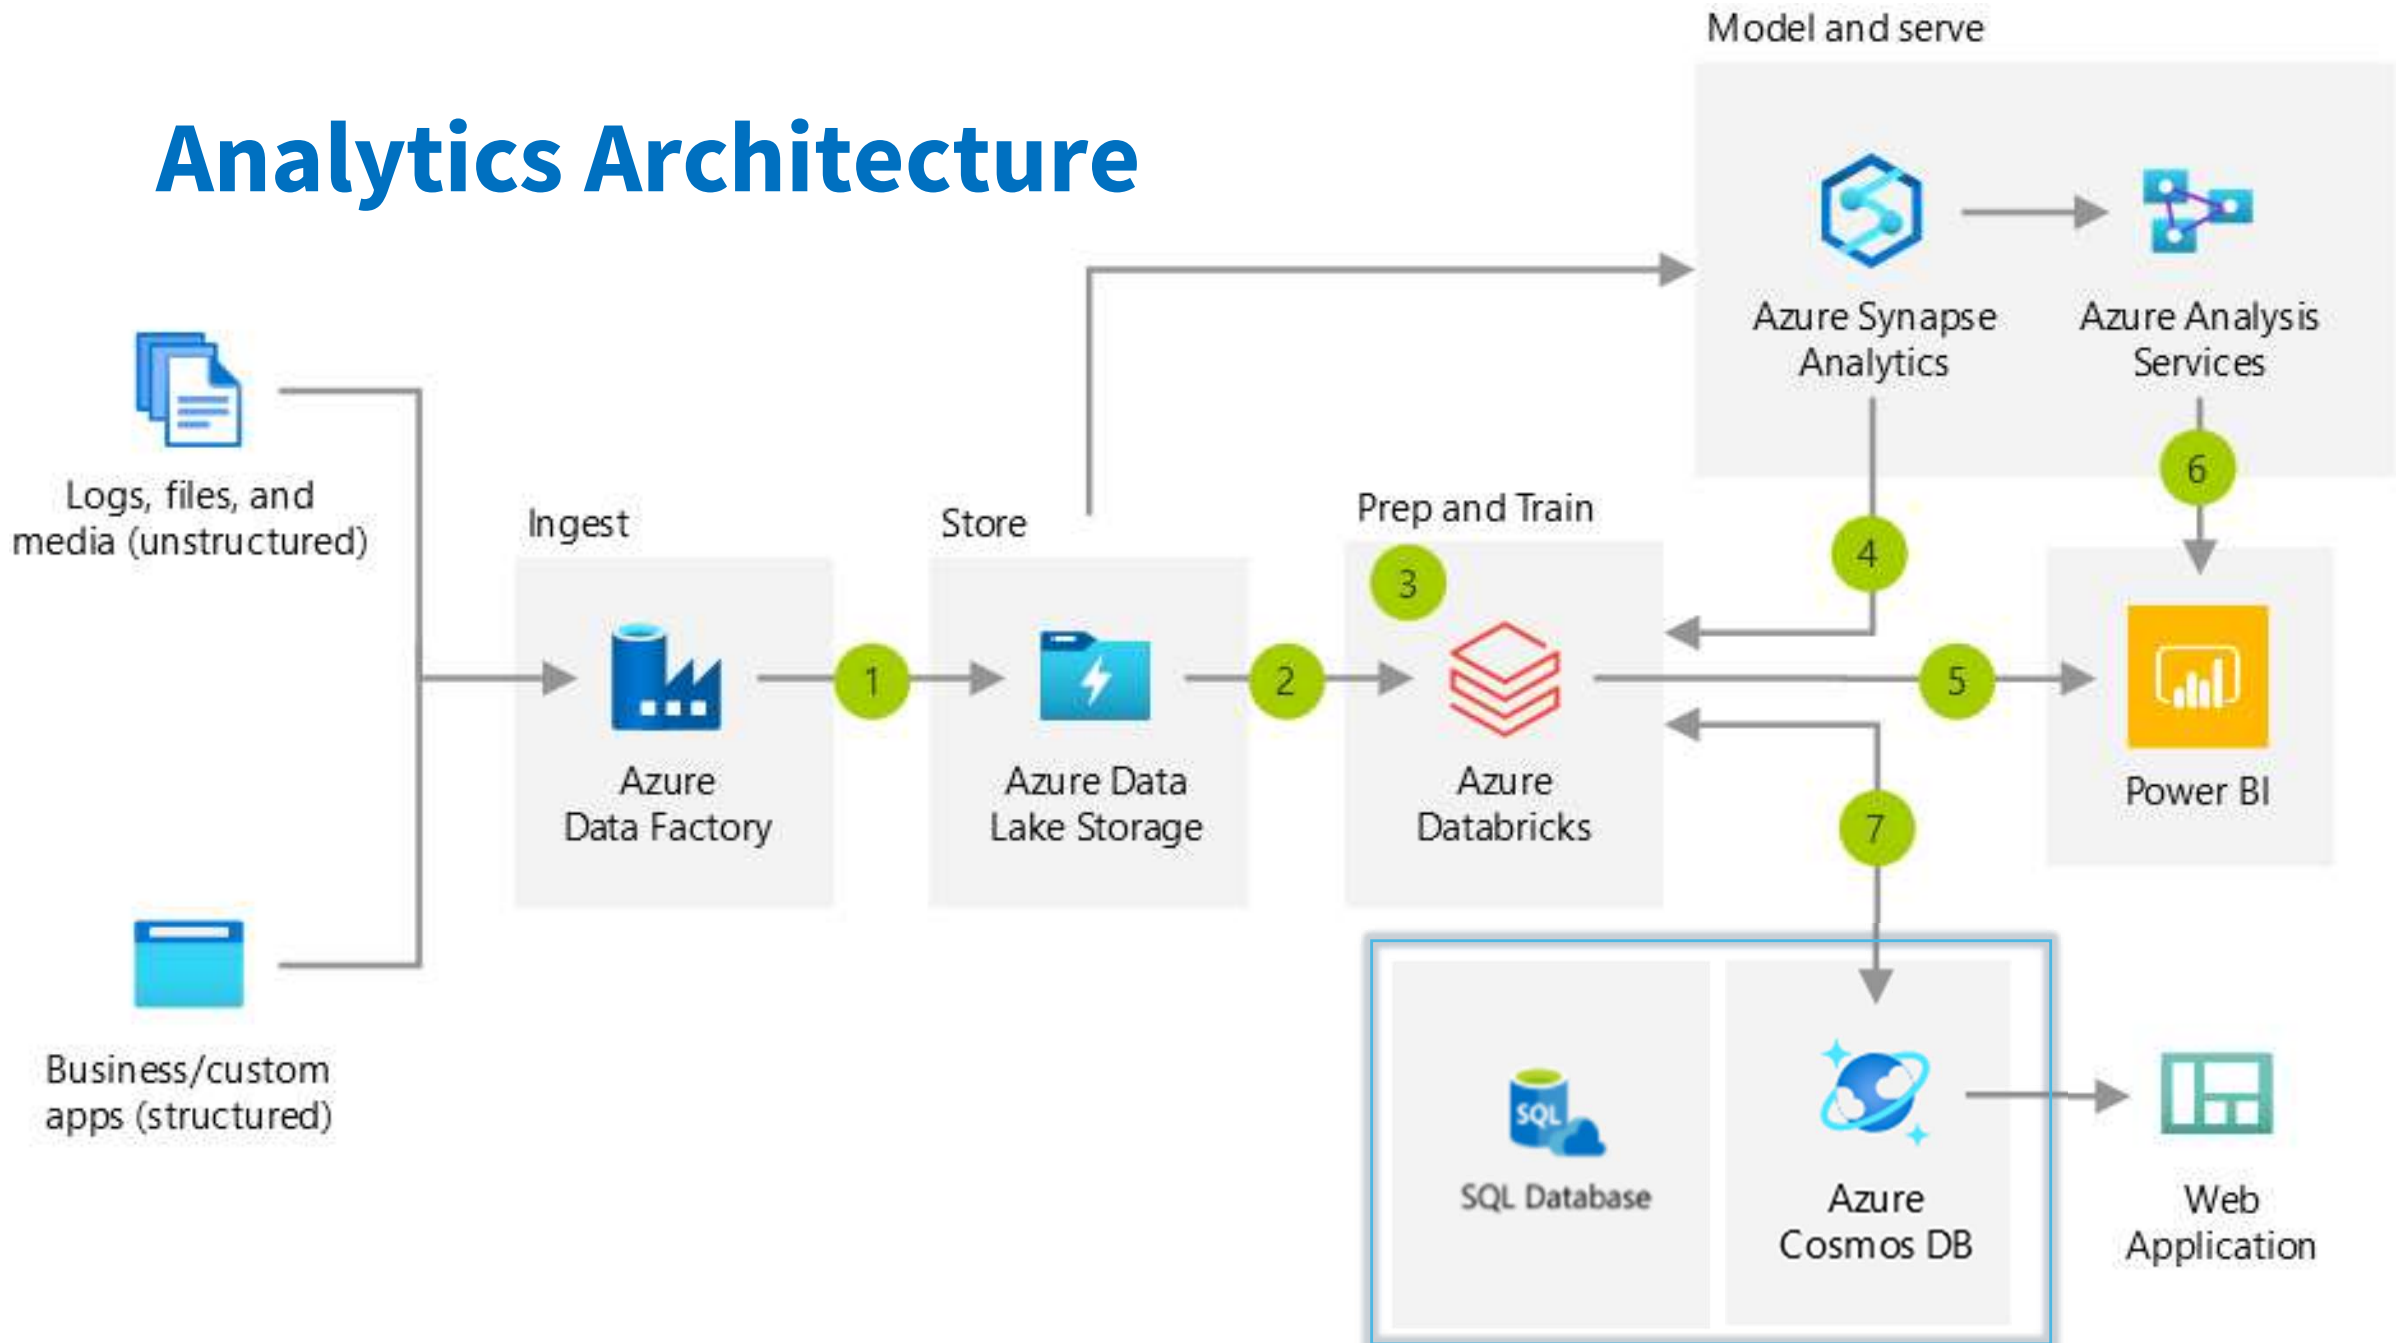 Model and serve
Analytics Architecture
Azure Synapse
Analytics
Azure Analysis
Services
Logs, files, and
media (unstructured)
Ingest
Store
Prep and Train
6
4
3
1
2
5
Azure
Data Factory
Azure Data
Lake Storage
Azure
Databricks
Power BI
7
Business/custom
apps (structured)
SQL
SQL Database
Azure
Cosmos DB
Web
Application